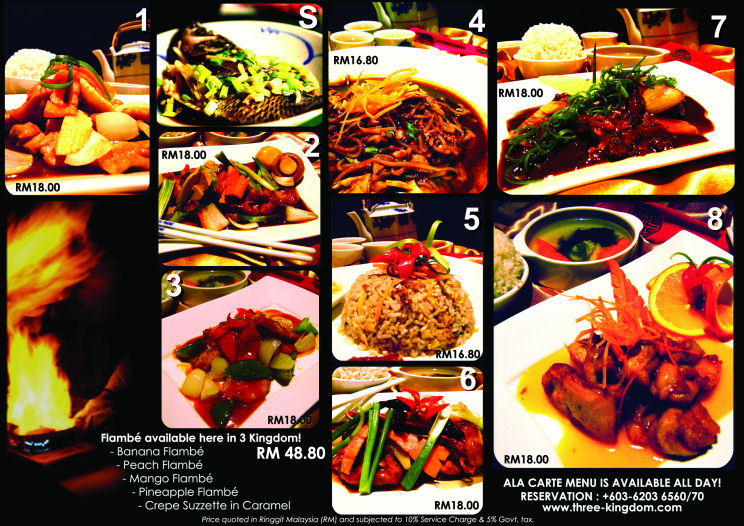 1
RM18.00
S
2
RM18.00
3
RM18.00
4
RM16.80
5
RM16.80
6
RM18.00
7
RM18.00
8
RM18.00
Flambé available here in 3 Kingdom!
- Banana Flambé
RM 48.80
- Peach Flambé
- Mango Flambé
- Pineapple Flambé
- Crepe Suzzette in Caramel
ALA CARTE MENU IS AVAILABLE ALL DAY!
RESERVATION : +603-6203 6560/70
www.three-kingdom.com
Price quoted in Ringgit Malaysia (RM) and subjected to 10% Service Charge & 5% Govt. tax.